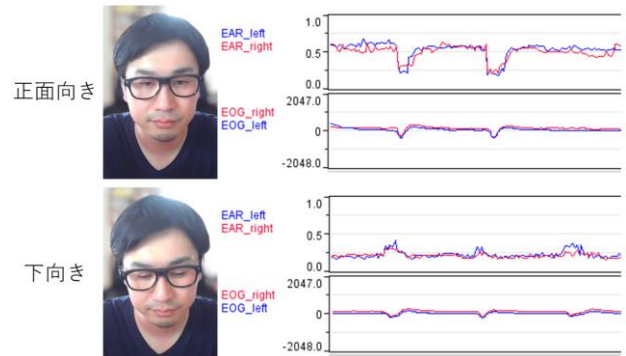 正面向き
EAR_left
EAR_right
1.0
0.5
0.0
EOG_right
EOG_left
2047.0
0
-2048.0
下向き
EAR_left
EAR_right
1.0
0.5
0.0
EOG_right
EOG_left
2047.0
0
-2048.0